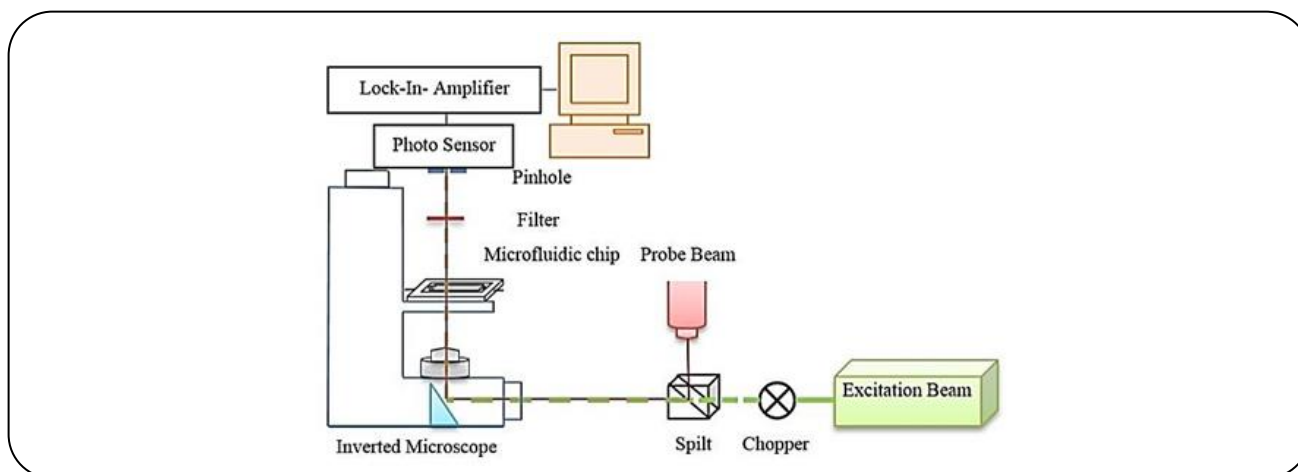 Lock-In- Amplifier
Photo Sensor
Pinhole
Filter
Microfluidic chip
Probe Beam
Excitation Beam
Inverted Microscope
Spilt
Chopper